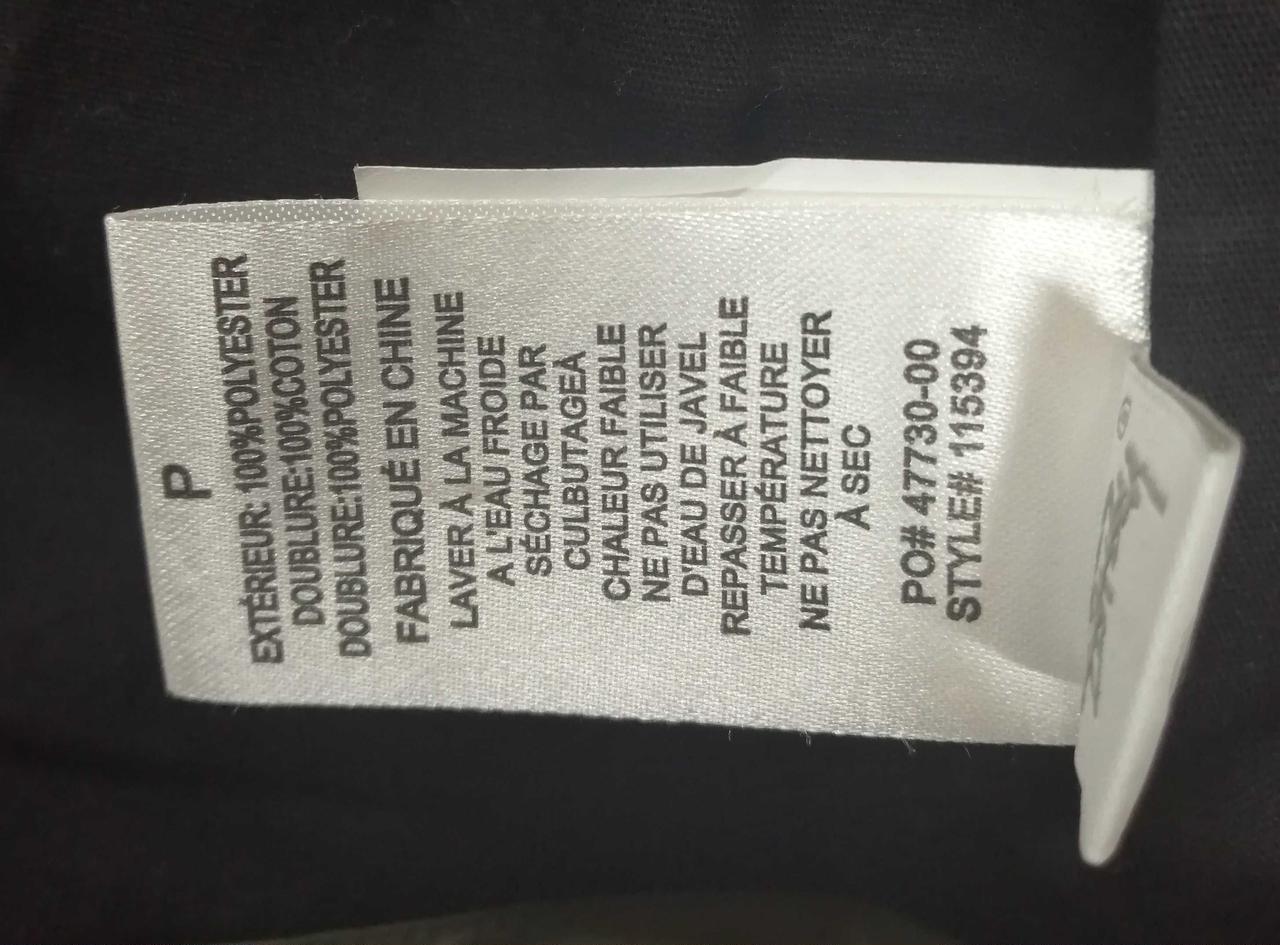 P
EXTÉRIEUR: 100%POLYESTER
DOUBLURE:100%COTON
DOUBLURE:100%POLYESTER
FABRIQUÉ EN CHINE
LAVER À LA MACHINE
A L'EAU FROIDE
SÉCHAGE PAR
CULBUTAGEÀ
CHALEUR FAIBLE
NE PAS UTILISER
D'EAU DE JAVEL
REPASSER À FAIBLE
TEMPÉRATURE
NE PAS NETTOYER
À SEC
PO# 47730-00
STYLE# 115394